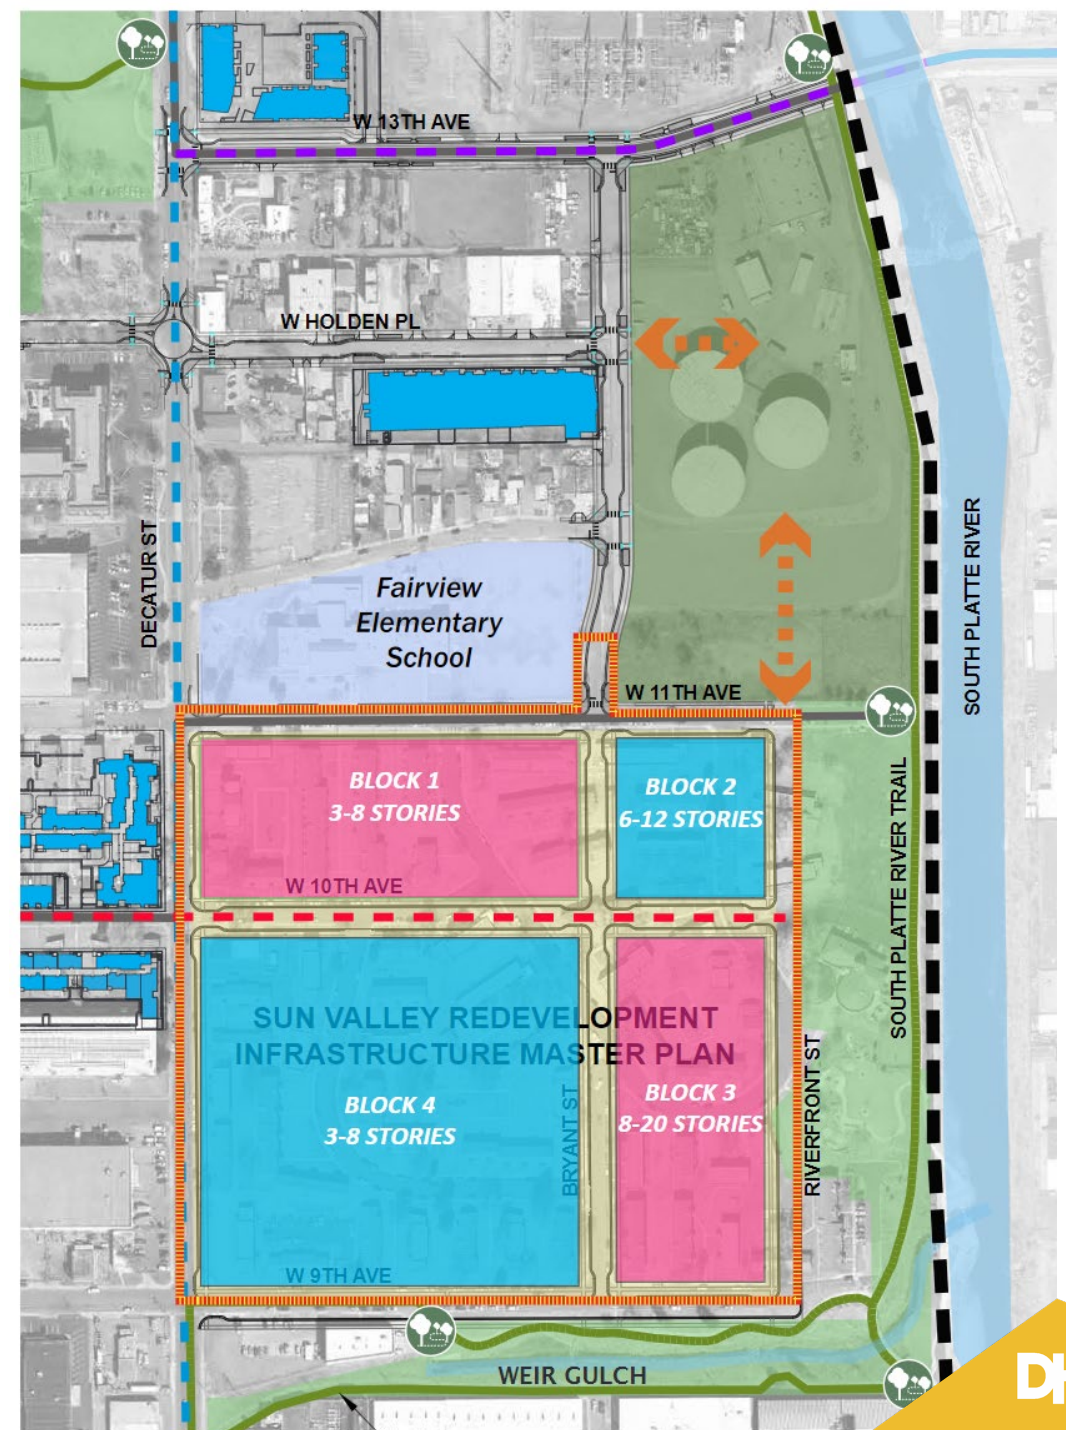 W 13TH AVE
W HOLDEN PL
DECATUR ST
SOUTH PLATTE RIVER
Fairview
Elementary
School
W 11TH AVE
BLOCK 1
3-8 STORIES
BLOCK 2
6-12 STORIES
W 10TH AVE
SOUTH PLATTE RIVER TRAIL
SUN VALLEY REDEVELOPMENT
INFRASTRUCTURE MASTER PLAN
BLOCK 4
3-8 STORIES
BRYANT ST
BLOCK 3
8-20 STORIES
RIVERFRONT ST
W 9TH AVE
WEIR GULCH